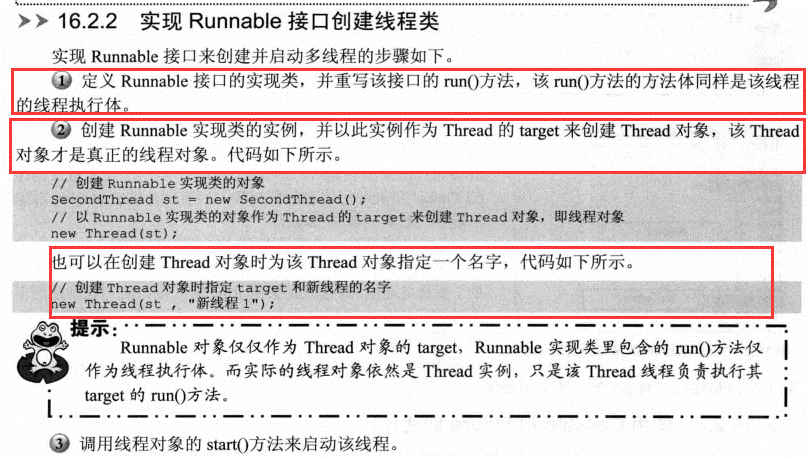 >> 16.2.2 实现 Runnable 接口创建线程类
实现 Runnable 接口来创建并启动多线程的步骤如下。
1 定义 Runnable 接口的实现类，并重写该接口的 run()方法，该 run()方法的方法体同样是该线程
的线程执行体。
2 创建 Runnable 实现类的实例，并以此实例作为 Thread 的 target 来创建 Thread 对象，该 Thread
对象才是真正的线程对象。代码如下所示。
// 创建 Runnable 实现类的对象
SecondThread st = new SecondThread();
// 以 Runnable 实现类的对象作为 Thread 的 target 来创建 Thread 对象，即线程对象
new Thread(st);
也可以在创建 Thread 对象时为该 Thread 对象指定一个名字，代码如下所示。
// 创建 Thread 对象时指定 target 和新线程的名字
new Thread(st , "新线程 1");
提示：
Runnable 对象仅仅作为 Thread 对象的 target，Runnable 实现类里包含的 run()方法仅
作为线程执行体。而实际的线程对象依然是 Thread 实例，只是该 Thread 线程负责执行其
target 的 run()方法。
3 调用线程对象的 start()方法来启动该线程。